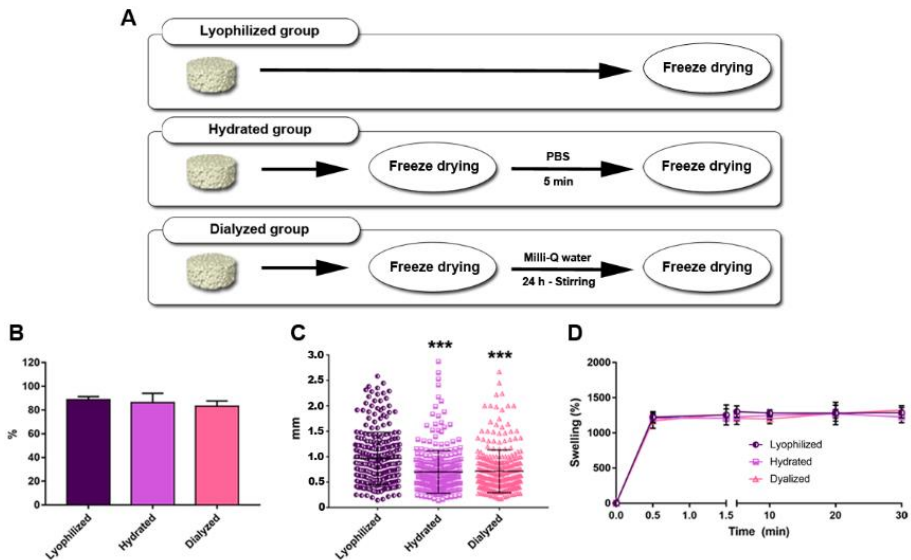 A
Lyophilized group
Freeze drying
Hydrated group
Freeze drying
PBS
5 min
Freeze drying
Dialyzed group
Freeze drying
Milli-Q water
24 h - Stirring
Freeze drying
B
120
100
80
60
40
20
0
%
Lyophilized
Hydrated
Dialyzed
C
3.0
2.5
2.0
1.5
1.0
0.5
0
mm
***
***
Lyophilized
Hydrated
Dialyzed
D
2000
1500
1000
500
0
Swelling (%)
Lyophilized
Hydrated
Dyalized
0.0 0.5 1.0 1.5 10 20 30
Time (min)